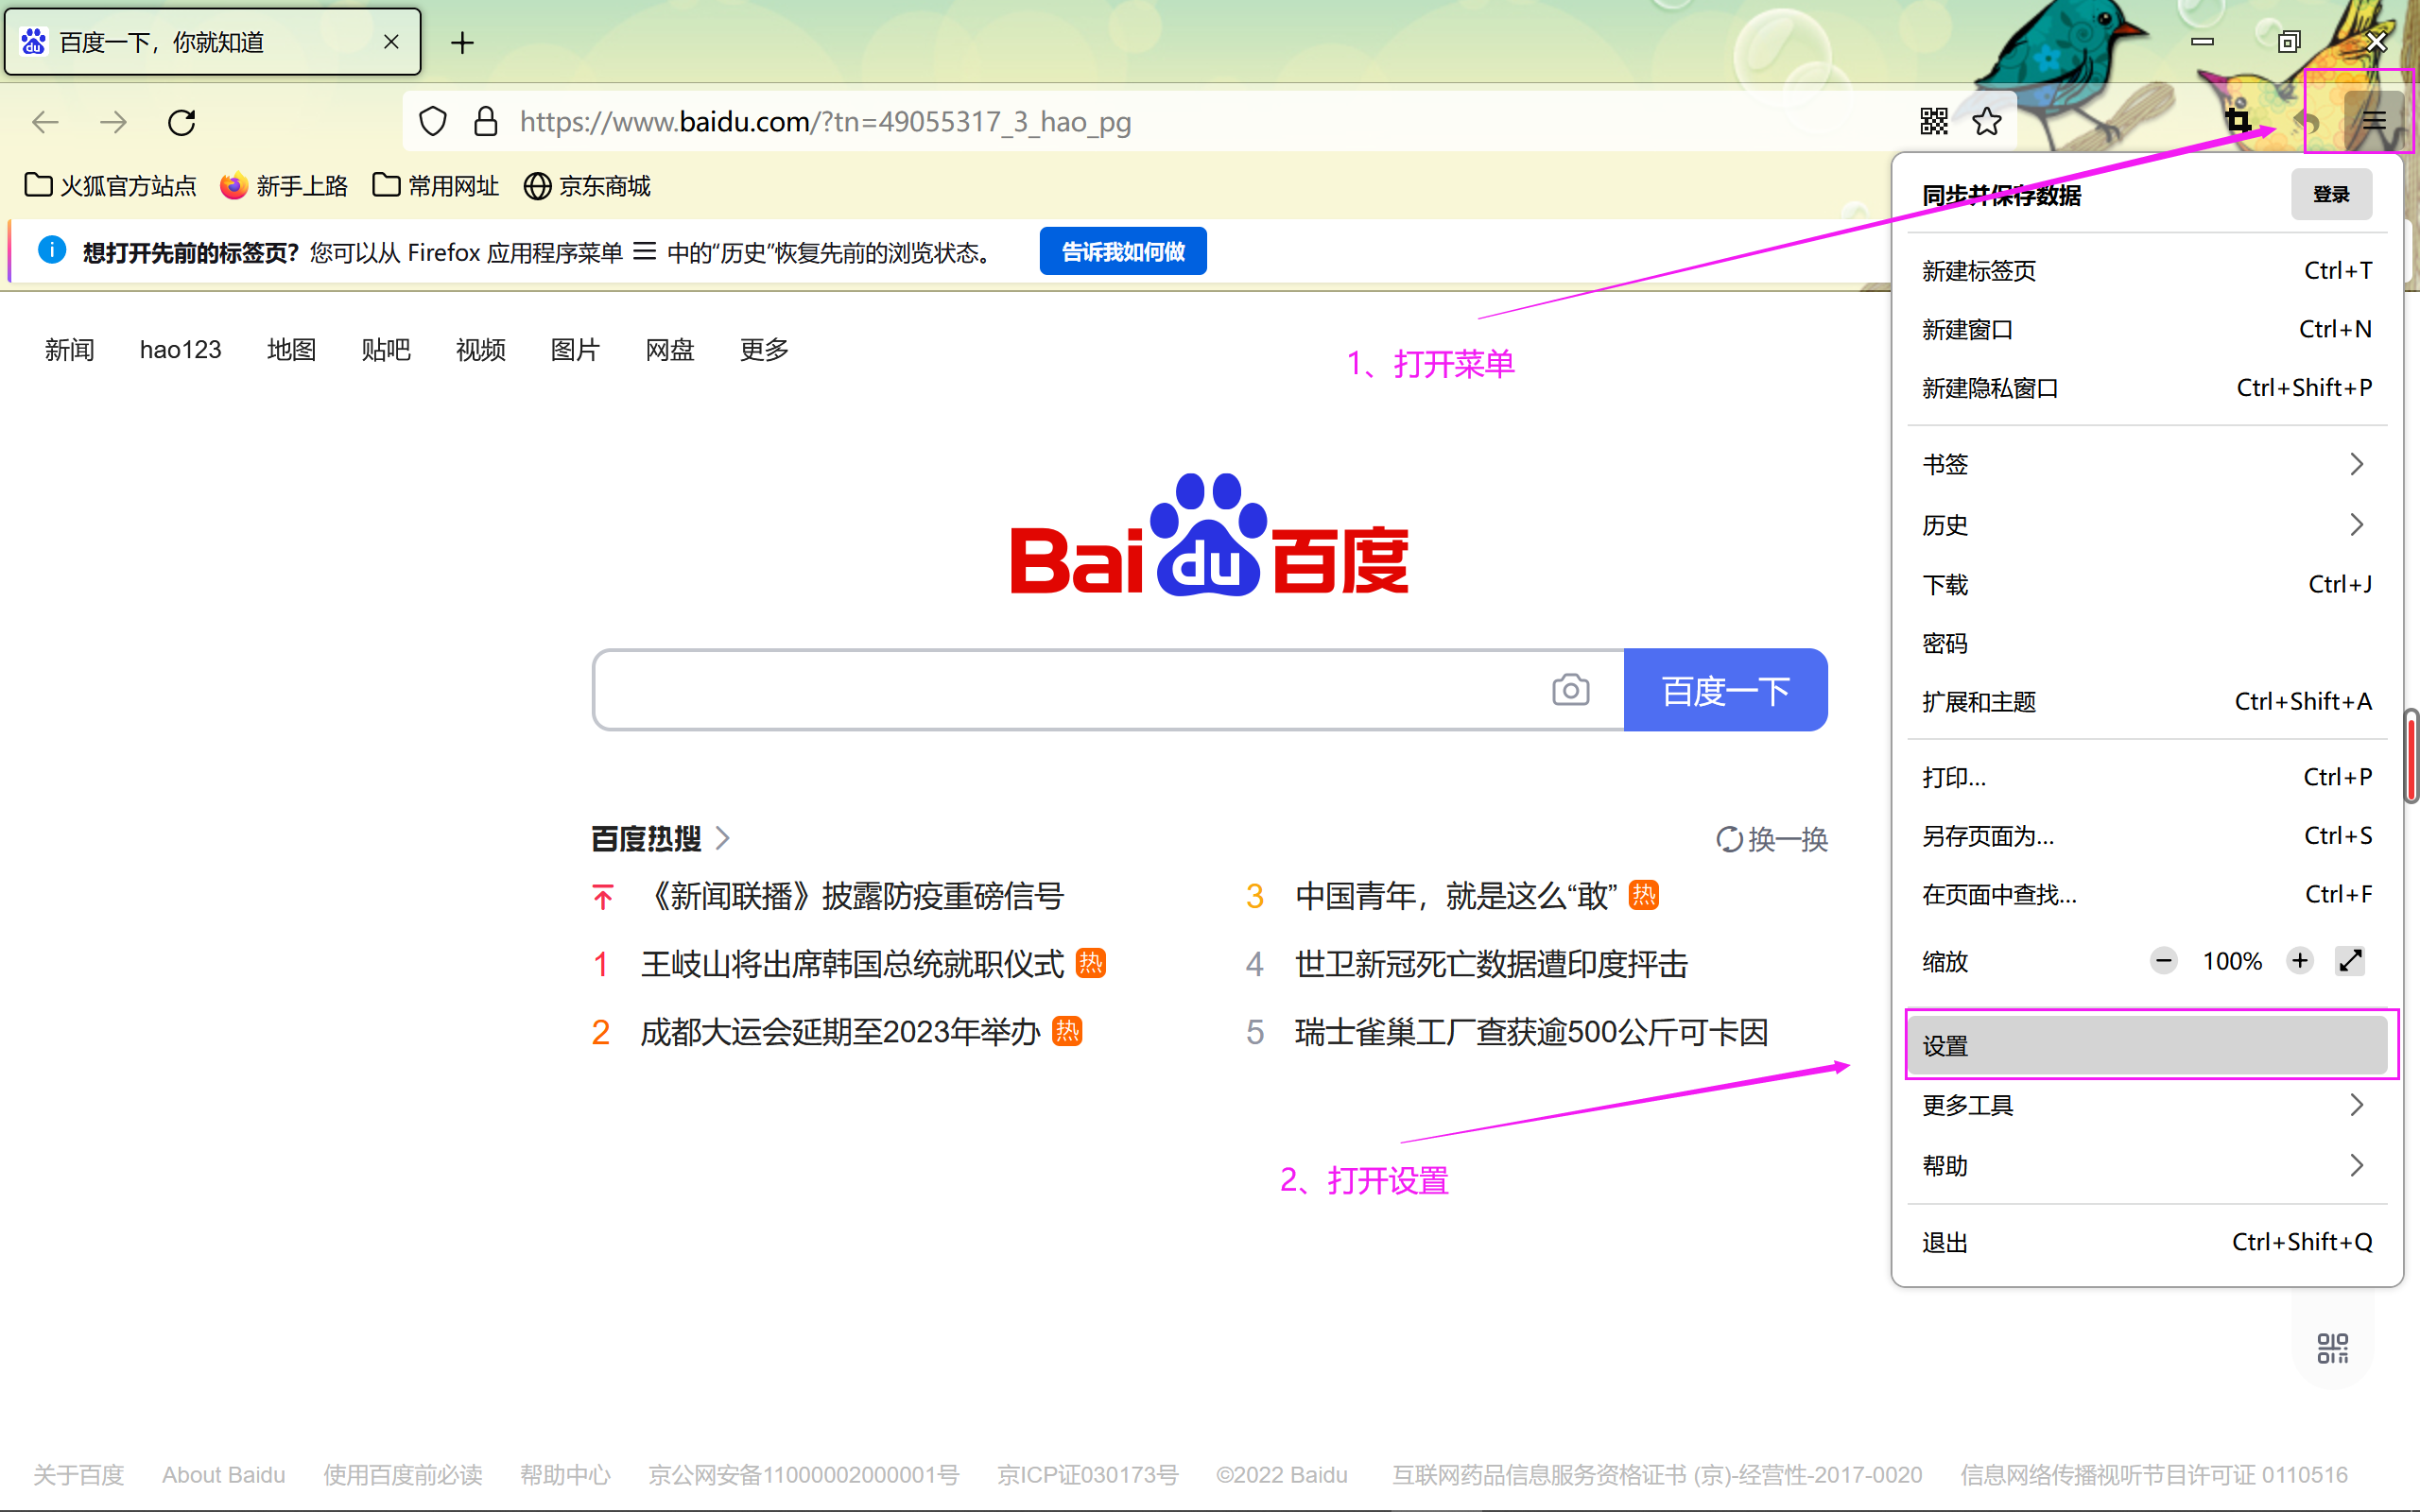 百度一下，你就知道
https://www.baidu.com/?tn=49055317_3_hao_pg
火狐官方站点 新手上路 常用网址 京东商城
想打开先前的标签页？您可以从 Firefox 应用程序菜单 ☰ 中的“历史”恢复先前的浏览状态。 告诉我如何做
新闻 hao123 地图 贴吧 视频 图片 网盘 更多
1、打开菜单
Bai du 百度
百度一下
百度热搜
换一换
《新闻联播》披露防疫重磅信号
1 王岐山将出席韩国总统就职仪式 热
2 成都大运会延期至2023年举办 热
3 中国青年，就是这么“敢” 热
4 世卫新冠死亡数据遭印度抨击
5 瑞士雀巢工厂查获逾500公斤可卡因
2、打开设置
同步并保存数据 登录
新建标签页 Ctrl+T
新建窗口 Ctrl+N
新建隐私窗口 Ctrl+Shift+P
书签
历史
下载 Ctrl+J
密码
扩展和主题 Ctrl+Shift+A
打印... Ctrl+P
另存页面为... Ctrl+S
在页面中查找... Ctrl+F
缩放 − 100% +
设置
更多工具
帮助
退出 Ctrl+Shift+Q
关于百度 About Baidu 使用百度前必读 帮助中心 京公网安备11000002000001号 京ICP证030173号 ©2022 Baidu 互联网药品信息服务资格证书 (京)-经营性-2017-0020 信息网络传播视听节目许可证 0110516